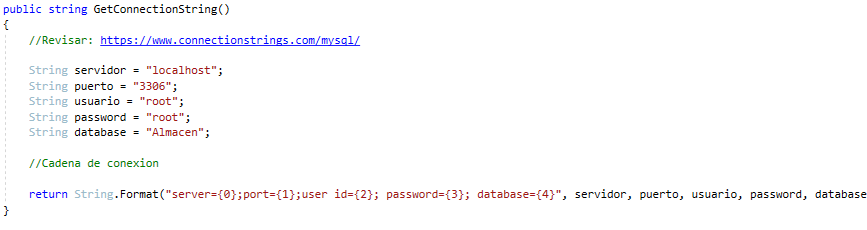 public string GetConnectionString()
{
//Revisar: https://www.connectionstrings.com/mysql/
String servidor = "localhost";
String puerto = "3306";
String usuario = "root";
String password = "root";
String database = "Almacen";
//Cadena de conexion
return String.Format("server={0};port={1};user id={2}; password={3}; database={4}", servidor, puerto, usuario, password, database
}